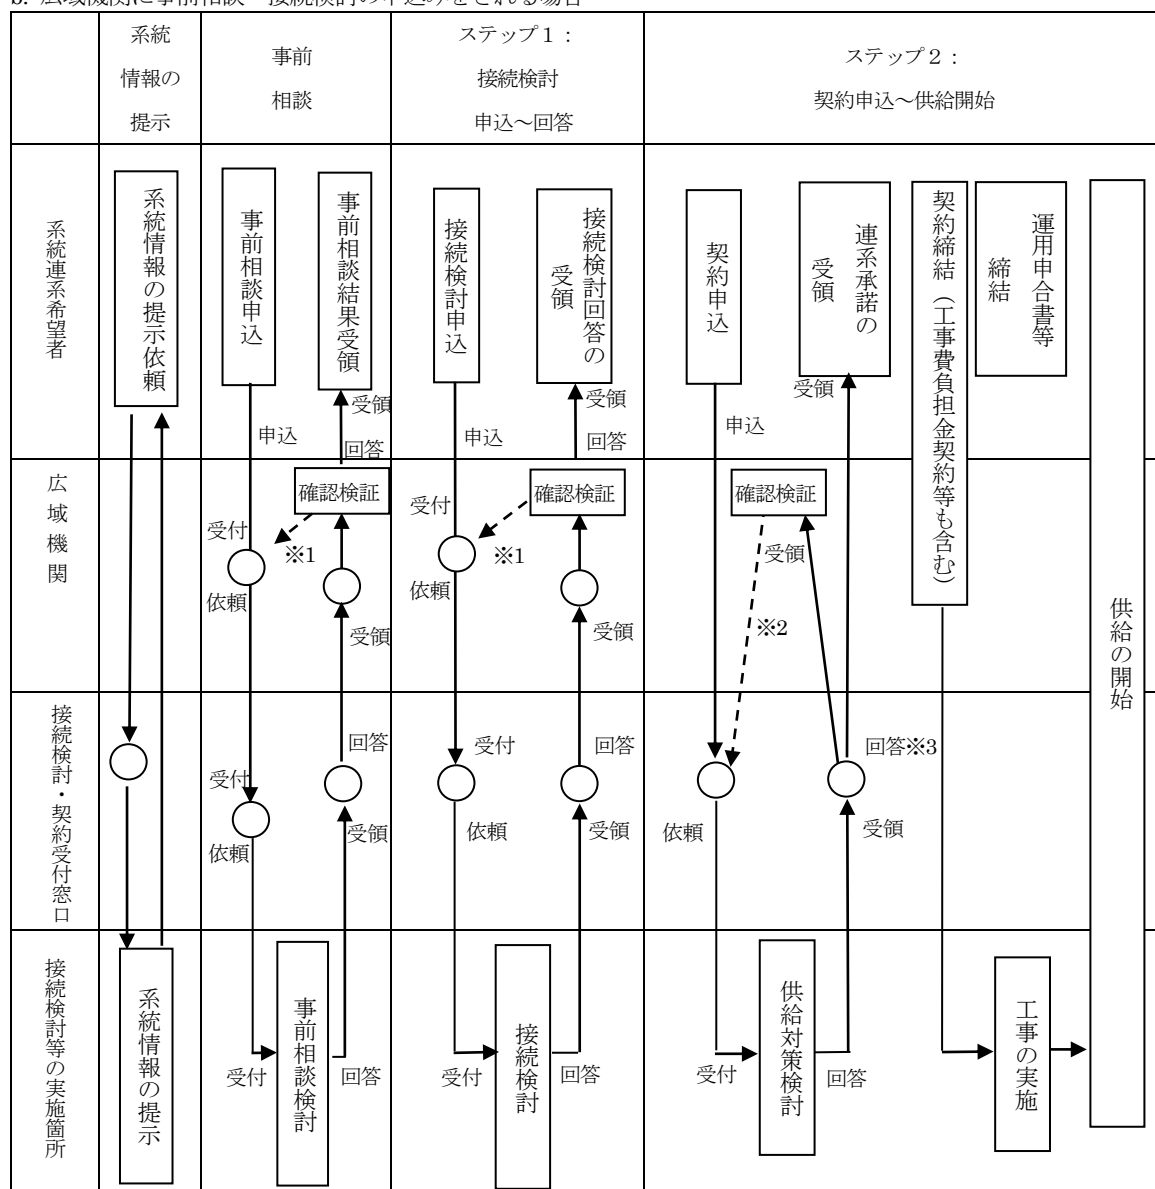 b. 広域機関に事前相談・接続検討の申込みをされる場合
系統
情報の
提示
事前
相談
ステップ1：
接続検討
申込～回答
ステップ2：
契約申込～供給開始
系統連系希望者
系統情報の提示依頼
事前相談申込
事前相談結果受領
接続検討申込
接続検討回答の
受領
契約申込
連系承諾の
受領
契約締結（工事費負担金契約等も含む）
運用申合書等
締結
供給の開始
受領
受領
受領
申込
回答
申込
回答
申込
広域機関
確認検証
確認検証
確認検証
受付
※1
依頼
受領
受付
※1
依頼
受領
受領
※2
接続検討・契約受付窓口
受付
依頼
回答
受領
受付
依頼
回答
受領
依頼
回答※3
受領
接続検討等の実施箇所
系統情報の提示
受付
事前相談検討
回答
受付
接続検討
回答
受付
供給対策検討
回答
工事の実施